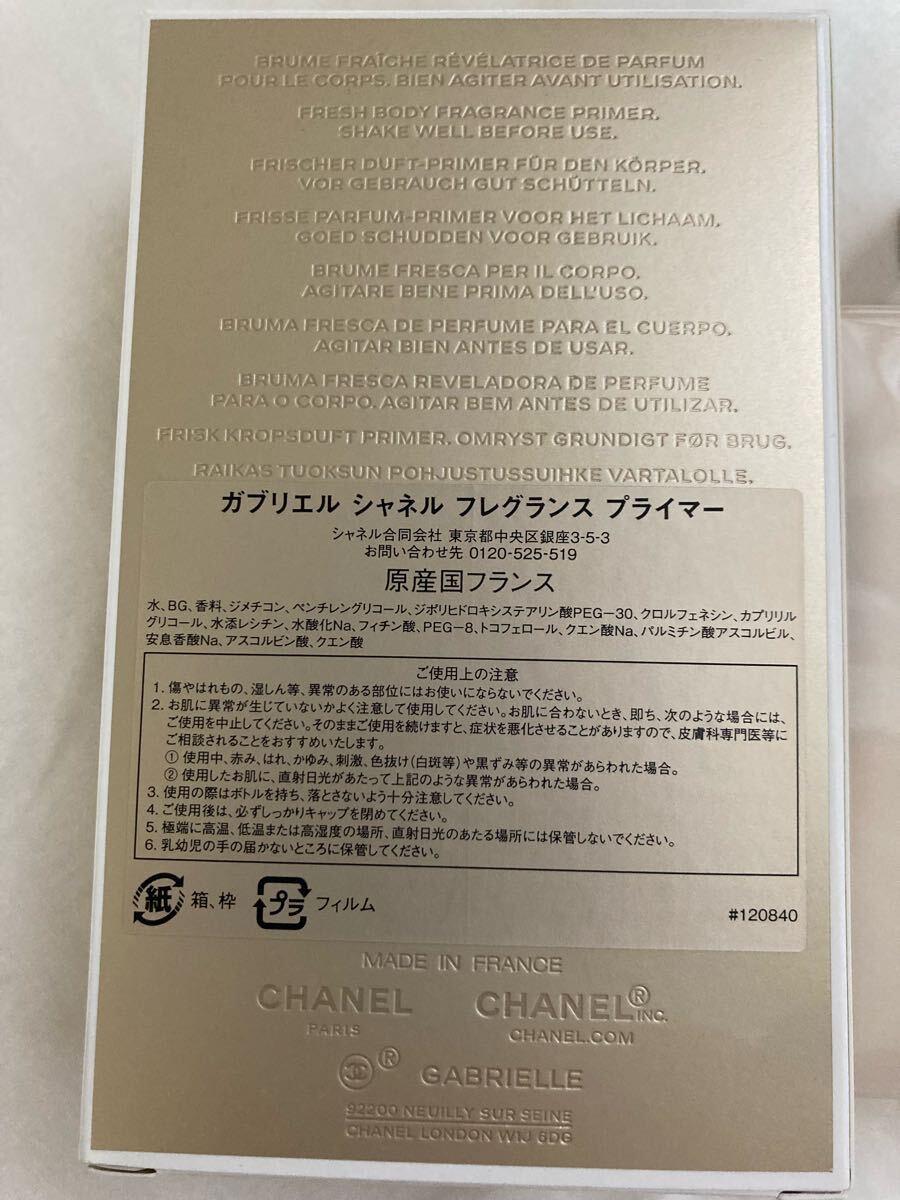 BRUME FRAÎCHE RÉVÉLATRICE DE PARFUM
POUR LE CORPS. BIEN AGITER AVANT UTILISATION.
FRESH BODY FRAGRANCE PRIMER.
SHAKE WELL BEFORE USE.
FRISCHER DUFT-PRIMER FÜR DEN KÖRPER.
VOR GEBRAUCH GUT SCHÜTTELN.
FRISSE PARFUM-PRIMER VOOR HET LICHAAM.
GOED SCHUDDEN VOOR GEBRUIK.
BRUME FRESCA PER IL CORPO.
AGITARE BENE PRIMA DELL'USO.
BRUMA FRESCA DE PERFUME PARA EL CUERPO.
AGITAR BIEN ANTES DE USAR.
BRUMA FRESCA REVELADORA DE PERFUME
PARA O CORPO. AGITAR BEM ANTES DE UTILIZAR.
FRISK KROPSDUFT PRIMER. OMRYST GRUNDIGT FØR BRUG.
RAIKAS TUOKSUN POHJUSTUSSUIHKE VARTALOLLE.
ガブリエル シャネル フレグランス プライマー
シャネル合同会社 東京都中央区銀座3-5-3
お問い合わせ先 0120-525-519
原産国フランス
水、BG、香料、ジメチコン、ペンチレングリコール、ジポリヒドロキシステアリン酸PEG-30、クロルフェネシン、カプリリル
グリコール、水添レシチン、水酸化Na、フィチン酸、PEG-8、トコフェロール、クエン酸Na、パルミチン酸アスコルビル、
安息香酸Na、アスコルビン酸、クエン酸
ご使用上の注意
1. 傷やはれもの、湿しん等、異常のある部位にはお使いにならないでください。
2. お肌に異常が生じていないかよく注意して使用してください。お肌に合わないとき、即ち、次のような場合には、
ご使用を中止してください。そのままご使用を続けますと、症状を悪化させることがありますので、皮膚科専門医等に
ご相談されることをおすすめいたします。
① 使用中、赤み、はれ、かゆみ、刺激、色抜け(白斑等)や黒ずみ等の異常があらわれた場合。
② 使用したお肌に、直射日光があたって上記のような異常があらわれた場合。
3. 使用の際はボトルを持ち、落とさないよう十分注意してください。
4. ご使用後は、必ずしっかりキャップを閉めてください。
5. 極端に高温、低温または高湿度の場所、直射日光のあたる場所には保管しないでください。
6. 乳幼児の手の届かないところに保管してください。
紙 箱、枠 プラ フィルム
#120840
MADE IN FRANCE
CHANEL CHANEL® INC.
PARIS CHANEL.COM
® GABRIELLE
92200 NEUILLY SUR SEINE
CHANEL LONDON W1J 6DG